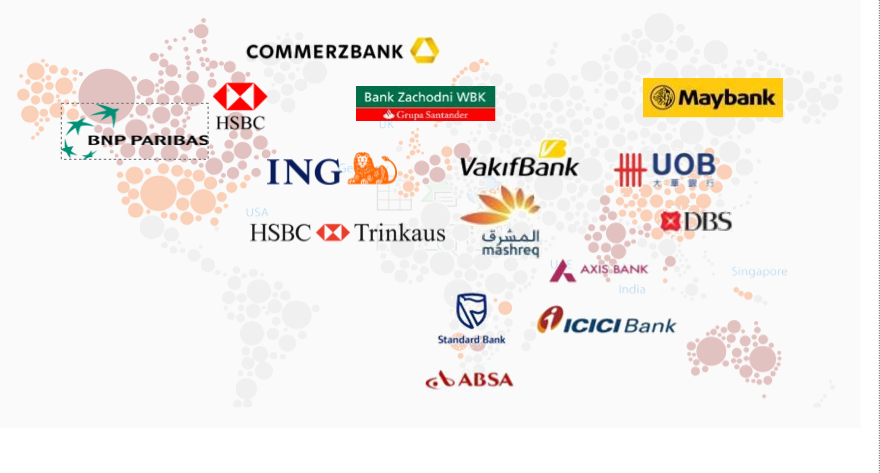 COMMERZBANK
Bank Zachodni WBK
Grupa Santander
Maybank
HSBC
BNP PARIBAS
UK
ING
VakıfBank
UOB
大華銀行
USA
HSBC Trinkaus
المشرق
mashreq
DBS
AXIS BANK
Singapore
India
Standard Bank
ICICI Bank
ABSA